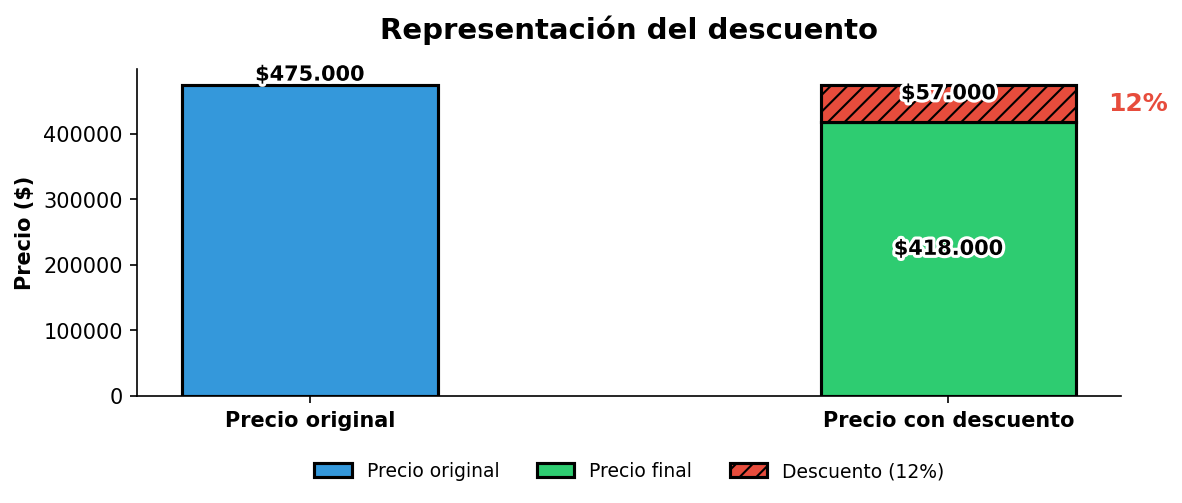 Representación del descuento
$475.000
$57.000
12%
400000
300000
$418.000
200000
100000
0
Precio ($)
Precio original
Precio con descuento
Precio original
Precio final
Descuento (12%)